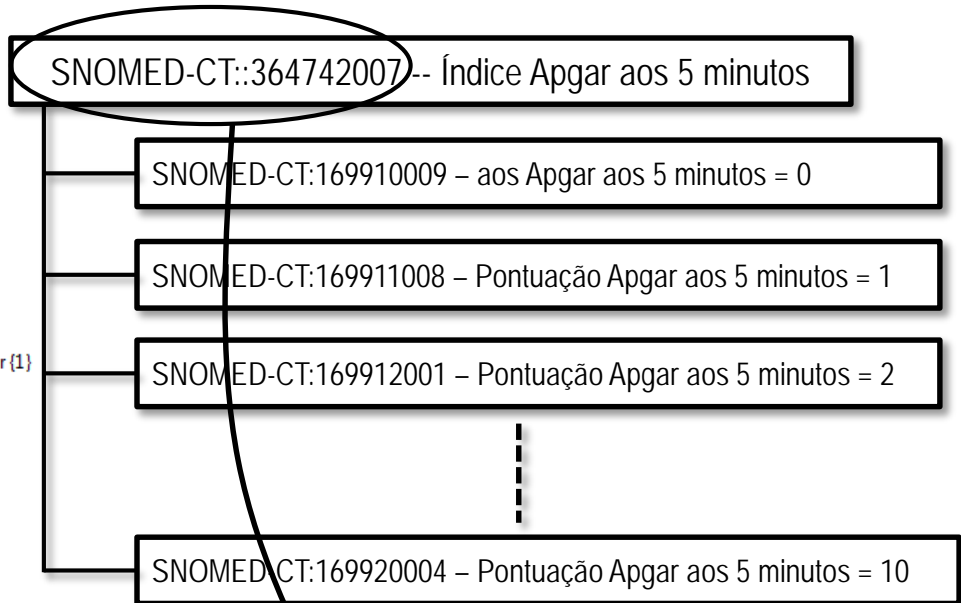 SNOMED-CT::364742007 -- Índice Apgar aos 5 minutos
SNOMED-CT:169910009 – aos Apgar aos 5 minutos = 0
SNOMED-CT:169911008 – Pontuação Apgar aos 5 minutos = 1
r {1}
SNOMED-CT:169912001 – Pontuação Apgar aos 5 minutos = 2
SNOMED-CT:169920004 – Pontuação Apgar aos 5 minutos = 10